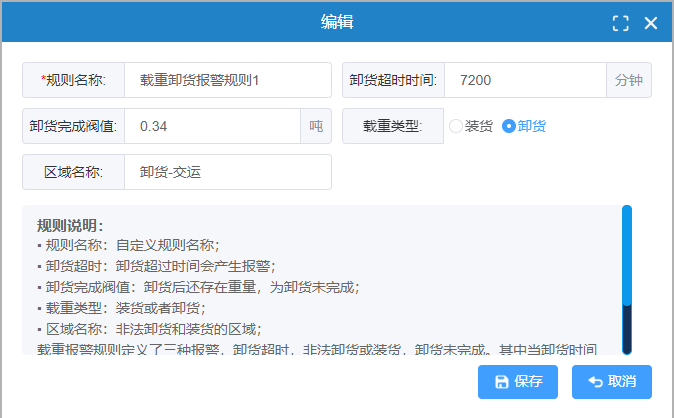 编辑
*规则名称: 载重卸货报警规则1 卸货超时时间: 7200 分钟
卸货完成阀值: 0.34 吨 载重类型: 装货 卸货
区域名称: 卸货-交运
规则说明：
▪ 规则名称：自定义规则名称；
▪ 卸货超时：卸货超过时间会产生报警；
▪ 卸货完成阀值：卸货后还存在重量，为卸货未完成；
▪ 载重类型：装货或者卸货；
▪ 区域名称：非法卸货和装货的区域；
载重报警规则定义了三种报警，卸货超时，非法卸货或装货，卸货未完成。其中当卸货时间
保存 取消